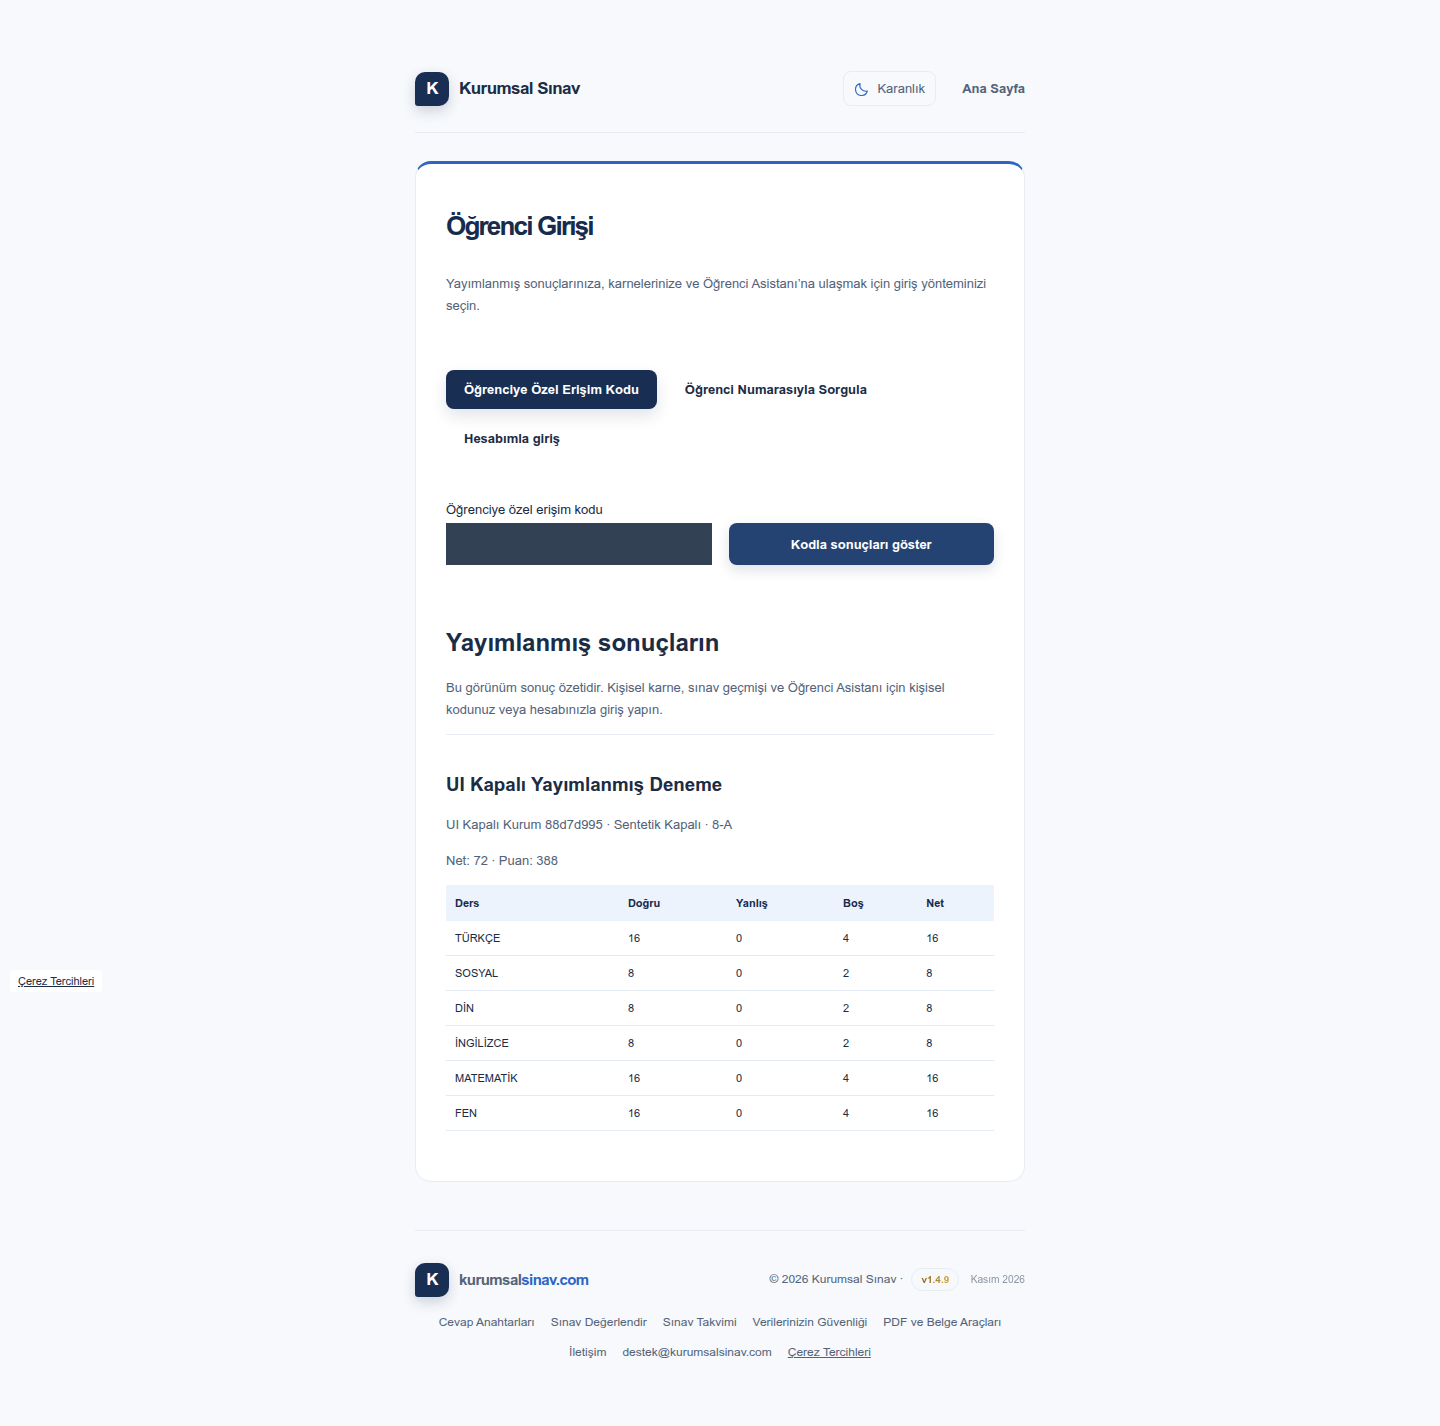 K Kurumsal Sınav
Karanlık
Ana Sayfa
Öğrenci Girişi
Yayımlanmış sonuçlarınıza, karnelerinize ve Öğrenci Asistanı’na ulaşmak için giriş yönteminizi
seçin.
Öğrenciye Özel Erişim Kodu
Öğrenci Numarasıyla Sorgula
Hesabımla giriş
Öğrenciye özel erişim kodu
Kodla sonuçları göster
Yayımlanmış sonuçların
Bu görünüm sonuç özetidir. Kişisel karne, sınav geçmişi ve Öğrenci Asistanı için kişisel
kodunuz veya hesabınızla giriş yapın.
UI Kapalı Yayımlanmış Deneme
UI Kapalı Kurum 88d7d995 · Sentetik Kapalı · 8-A
Net: 72 · Puan: 388
Ders Doğru Yanlış Boş Net
TÜRKÇE 16 0 4 16
SOSYAL 8 0 2 8
DİN 8 0 2 8
İNGİLİZCE 8 0 2 8
MATEMATİK 16 0 4 16
FEN 16 0 4 16
Çerez Tercihleri
K kurumsalsinav.com
© 2026 Kurumsal Sınav · v1.4.9 Kasım 2026
Cevap Anahtarları Sınav Değerlendir Sınav Takvimi Verilerinizin Güvenliği PDF ve Belge Araçları
İletişim destek@kurumsalsinav.com Çerez Tercihleri